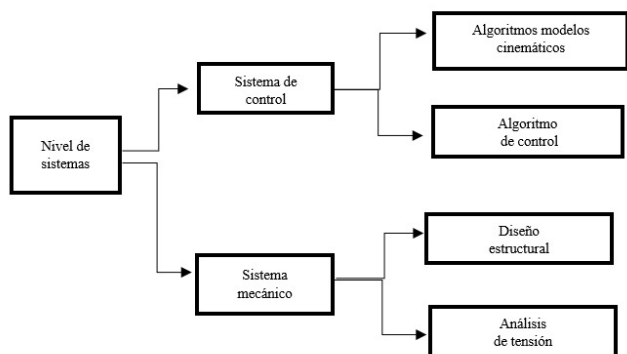 Algoritmos modelos
cinemáticos
Sistema de
control
Algoritmo
de control
Nivel de
sistemas
Diseño
estructural
Sistema
mecánico
Análisis
de tensión